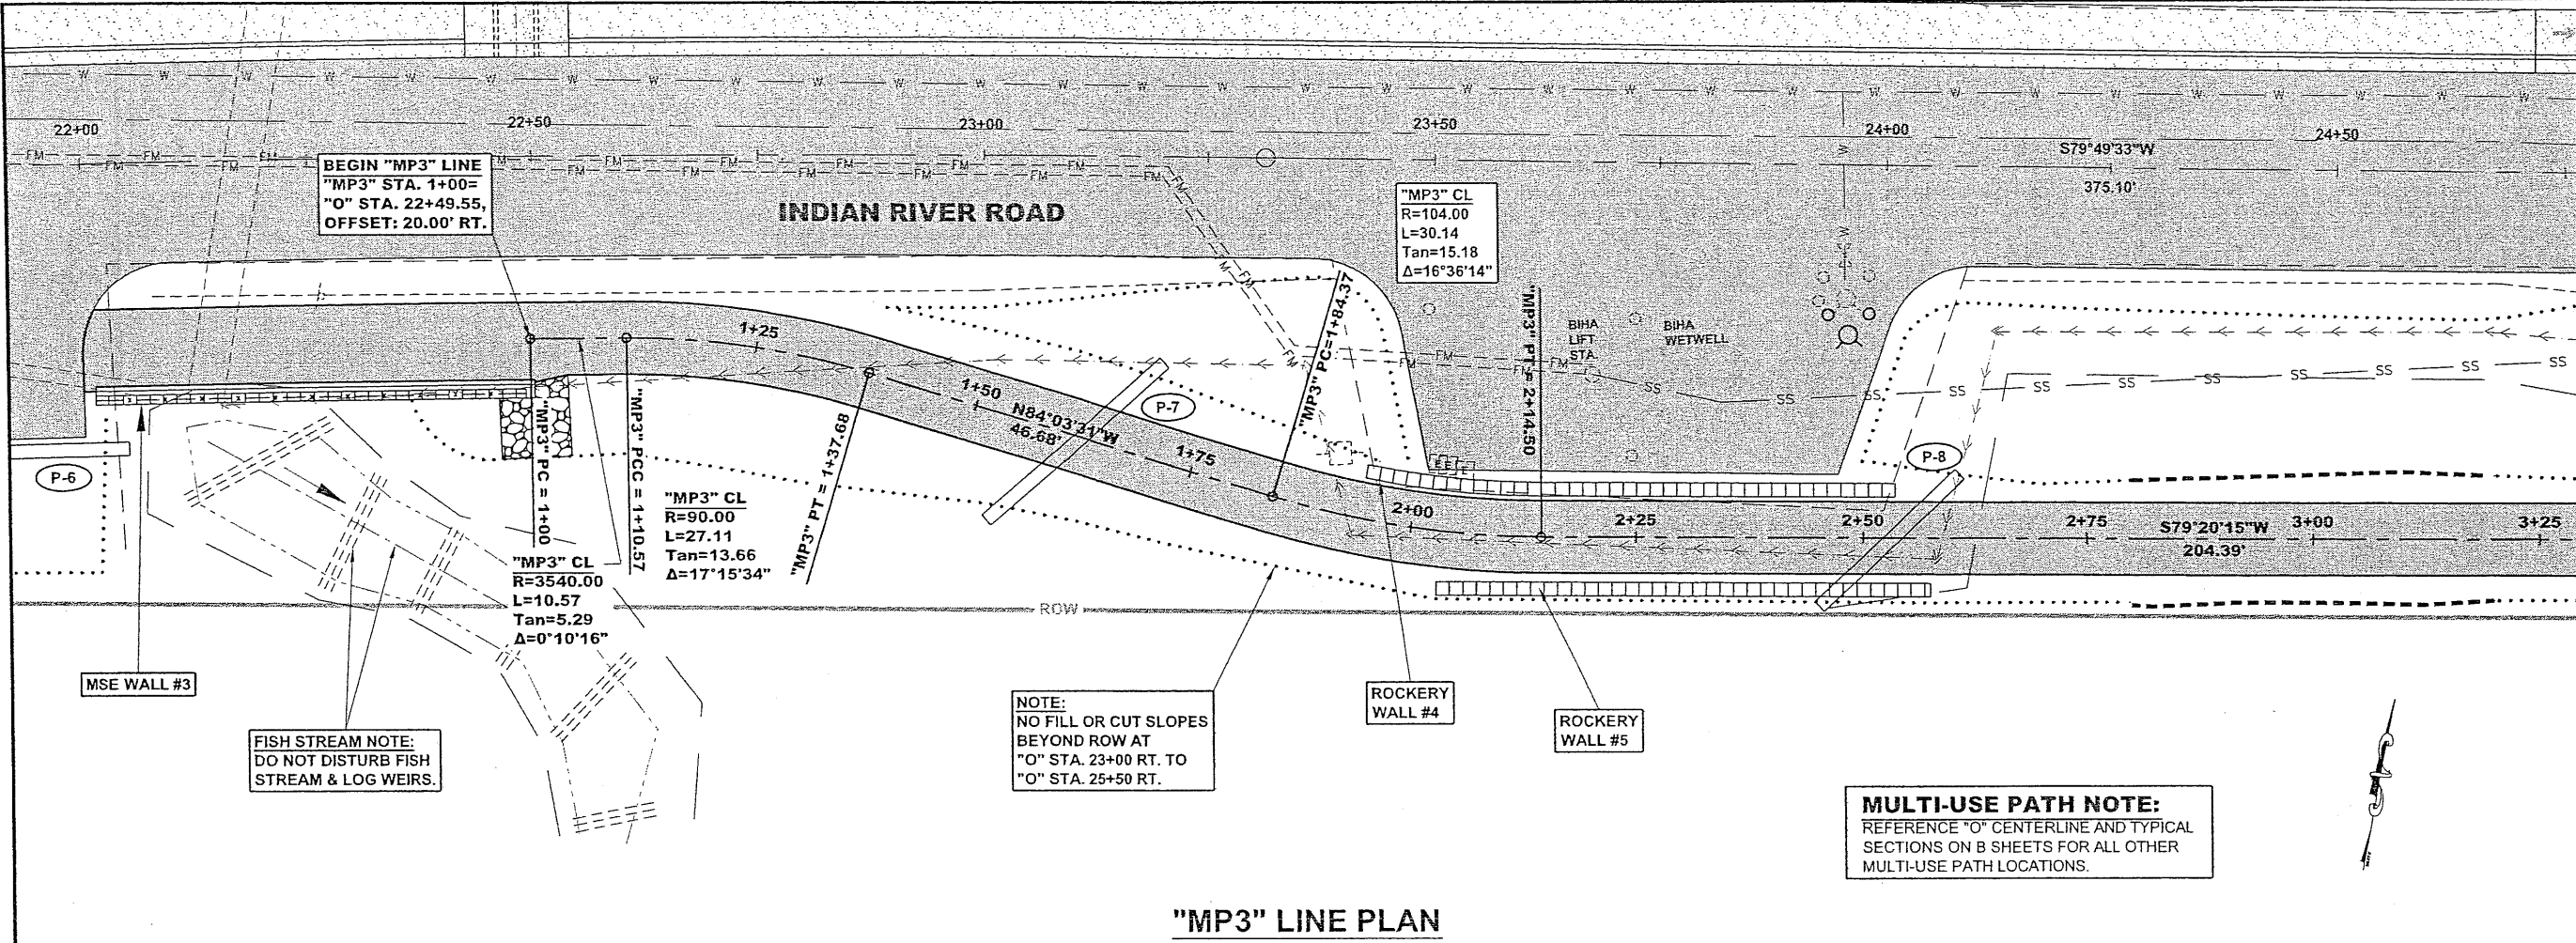 22+00
22+50
23+00
23+50
24+00
24+50
S79°49'33"W
375.10'
BEGIN "MP3" LINE
"MP3" STA. 1+00=
"O" STA. 22+49.55,
OFFSET: 20.00' RT.
INDIAN RIVER ROAD
"MP3" CL
R=104.00
L=30.14
Tan=15.18
Δ=16°36'14"
"MP3" PC=1+84.37
"MP3" PT = 2+14.50
BIHA
LIFT
STA.
BIHA
WETWELL
1+25
1+50
N84°03'31"W
46.68'
1+75
2+00
2+25
2+50
2+75
S79°20'15"W
204.39'
3+00
3+25
P-6
P-7
P-8
"MP3" PC = 1+00
"MP3" PCC = 1+10.57
"MP3" PT = 1+37.68
"MP3" CL
R=90.00
L=27.11
Tan=13.66
Δ=17°15'34"
"MP3" CL
R=3540.00
L=10.57
Tan=5.29
Δ=0°10'16"
ROW
MSE WALL #3
FISH STREAM NOTE:
DO NOT DISTURB FISH
STREAM & LOG WEIRS.
NOTE:
NO FILL OR CUT SLOPES
BEYOND ROW AT
"O" STA. 23+00 RT. TO
"O" STA. 25+50 RT.
ROCKERY
WALL #4
ROCKERY
WALL #5
MULTI-USE PATH NOTE:
REFERENCE "O" CENTERLINE AND TYPICAL
SECTIONS ON B SHEETS FOR ALL OTHER
MULTI-USE PATH LOCATIONS.
"MP3" LINE PLAN